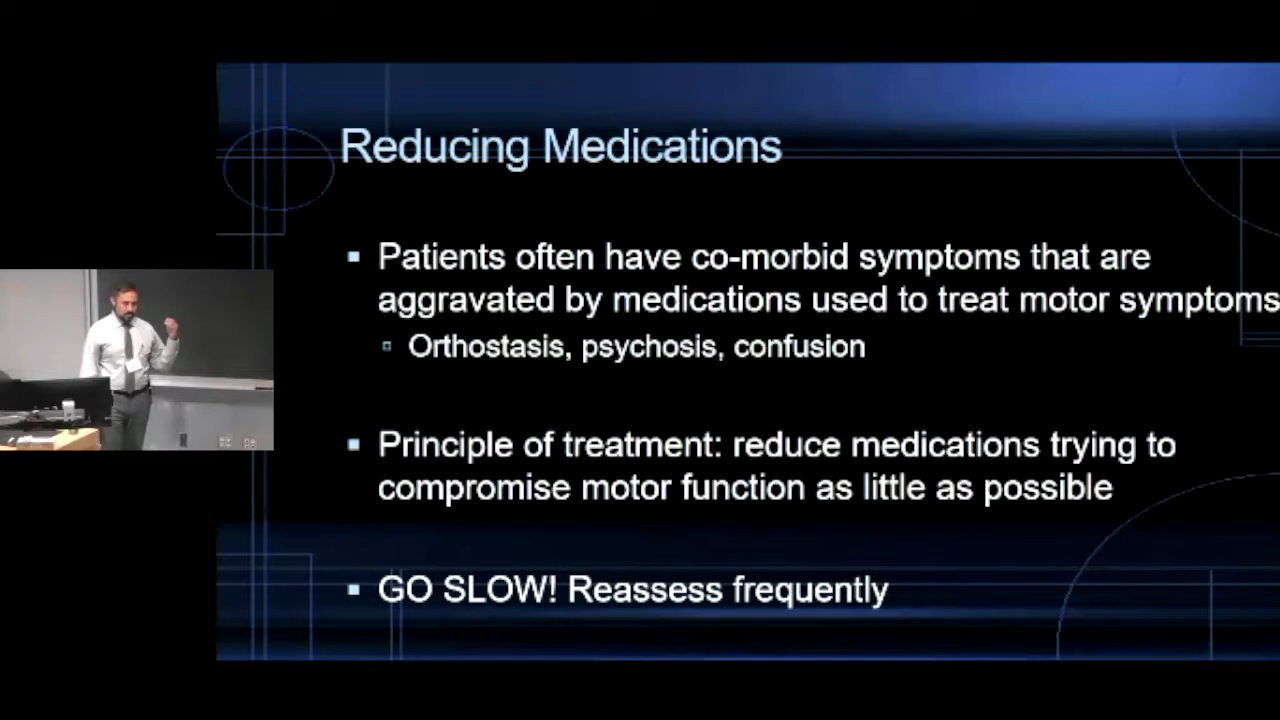 Reducing Medications
▪ Patients often have co-morbid symptoms that are
aggravated by medications used to treat motor symptoms
▫ Orthostasis, psychosis, confusion
▪ Principle of treatment: reduce medications trying to
compromise motor function as little as possible
▪ GO SLOW! Reassess frequently